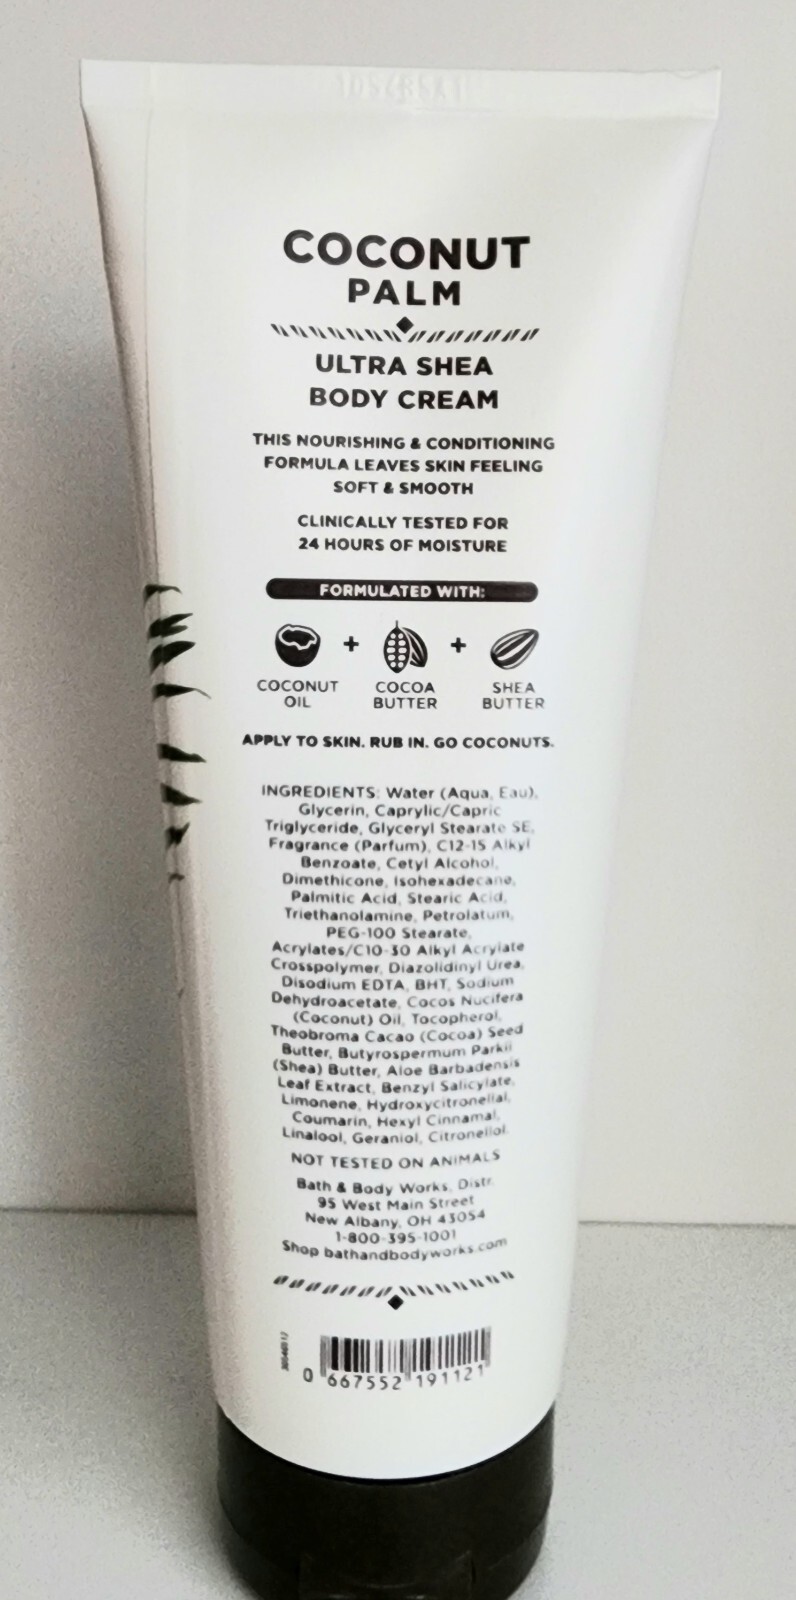 COCONUT
PALM
ULTRA SHEA
BODY CREAM
THIS NOURISHING & CONDITIONING
FORMULA LEAVES SKIN FEELING
SOFT & SMOOTH
CLINICALLY TESTED FOR
24 HOURS OF MOISTURE
FORMULATED WITH:
COCONUT OIL + COCOA BUTTER + SHEA BUTTER
APPLY TO SKIN. RUB IN. GO COCONUTS.
INGREDIENTS: Water (Aqua, Eau),
Glycerin, Caprylic/Capric
Triglyceride, Glyceryl Stearate SE,
Fragrance (Parfum), C12-15 Alkyl
Benzoate, Cetyl Alcohol,
Dimethicone, Isohexadecane,
Palmitic Acid, Stearic Acid,
Triethanolamine, Petrolatum,
PEG-100 Stearate,
Acrylates/C10-30 Alkyl Acrylate
Crosspolymer, Diazolidinyl Urea,
Disodium EDTA, BHT, Sodium
Dehydroacetate, Cocos Nucifera
(Coconut) Oil, Tocopherol,
Theobroma Cacao (Cocoa) Seed
Butter, Butyrospermum Parkii
(Shea) Butter, Aloe Barbadensis
Leaf Extract, Benzyl Salicylate,
Limonene, Hydroxycitronellal,
Coumarin, Hexyl Cinnamal,
Linalool, Geraniol, Citronellol.
NOT TESTED ON ANIMALS
Bath & Body Works, Distr.
95 West Main Street
New Albany, OH 43054
1-800-395-1001
Shop bathandbodyworks.com
0 667552 191121